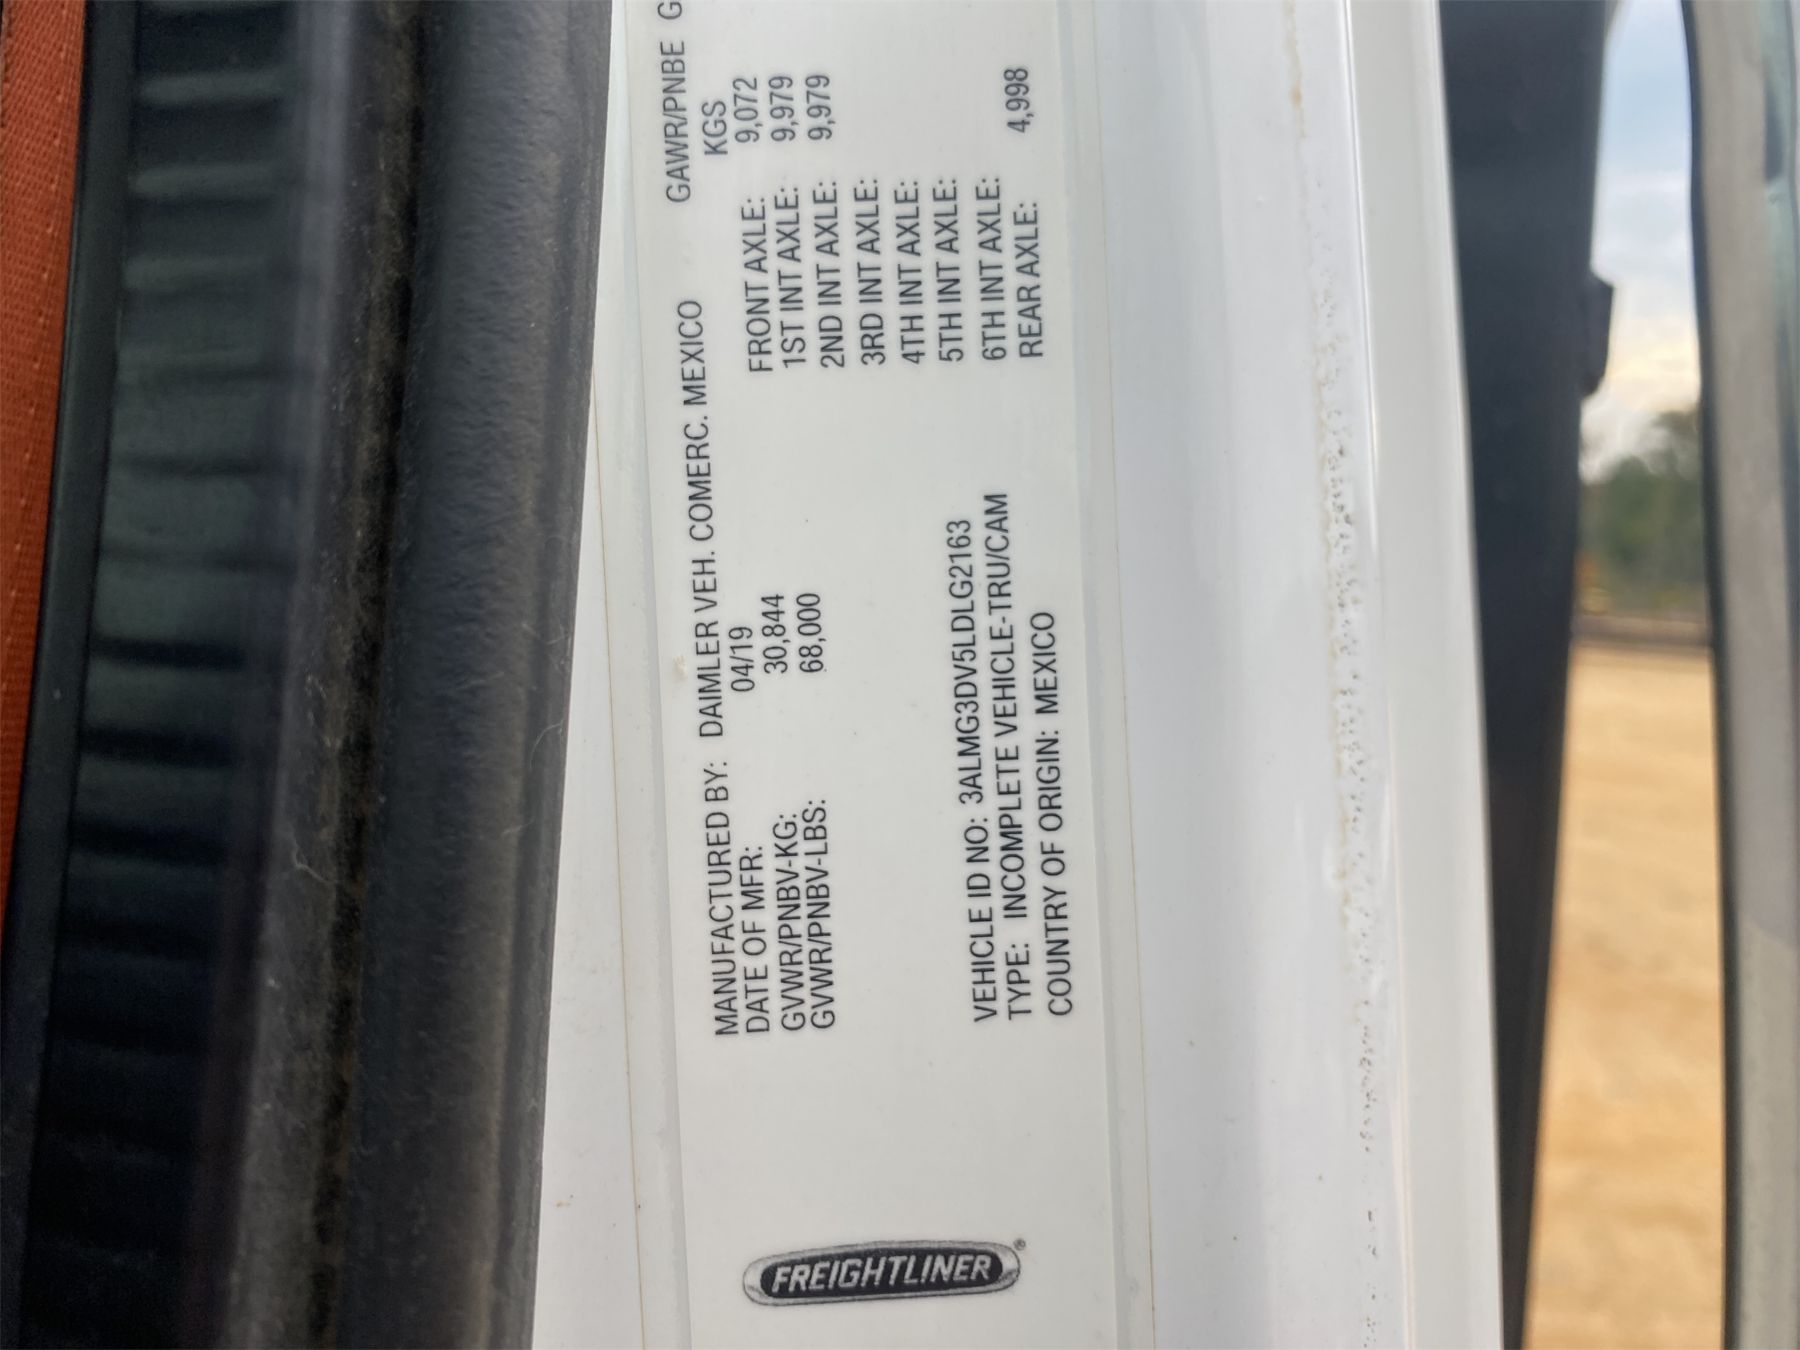 MANUFACTURED BY: DAIMLER VEH. COMERC. MEXICO
DATE OF MFR: 04/19
GVWR/PNBV-KG: 30,844
GVWR/PNBV-LBS: 68,000
VEHICLE ID NO: 3ALMG3DV5LDLG2163
TYPE: INCOMPLETE VEHICLE-TRU/CAM
COUNTRY OF ORIGIN: MEXICO
GAWR/PNBE G
KGS
FRONT AXLE: 9,072
1ST INT AXLE: 9,979
2ND INT AXLE: 9,979
3RD INT AXLE:
4TH INT AXLE:
5TH INT AXLE:
6TH INT AXLE:
REAR AXLE: 4,998
FREIGHTLINER®